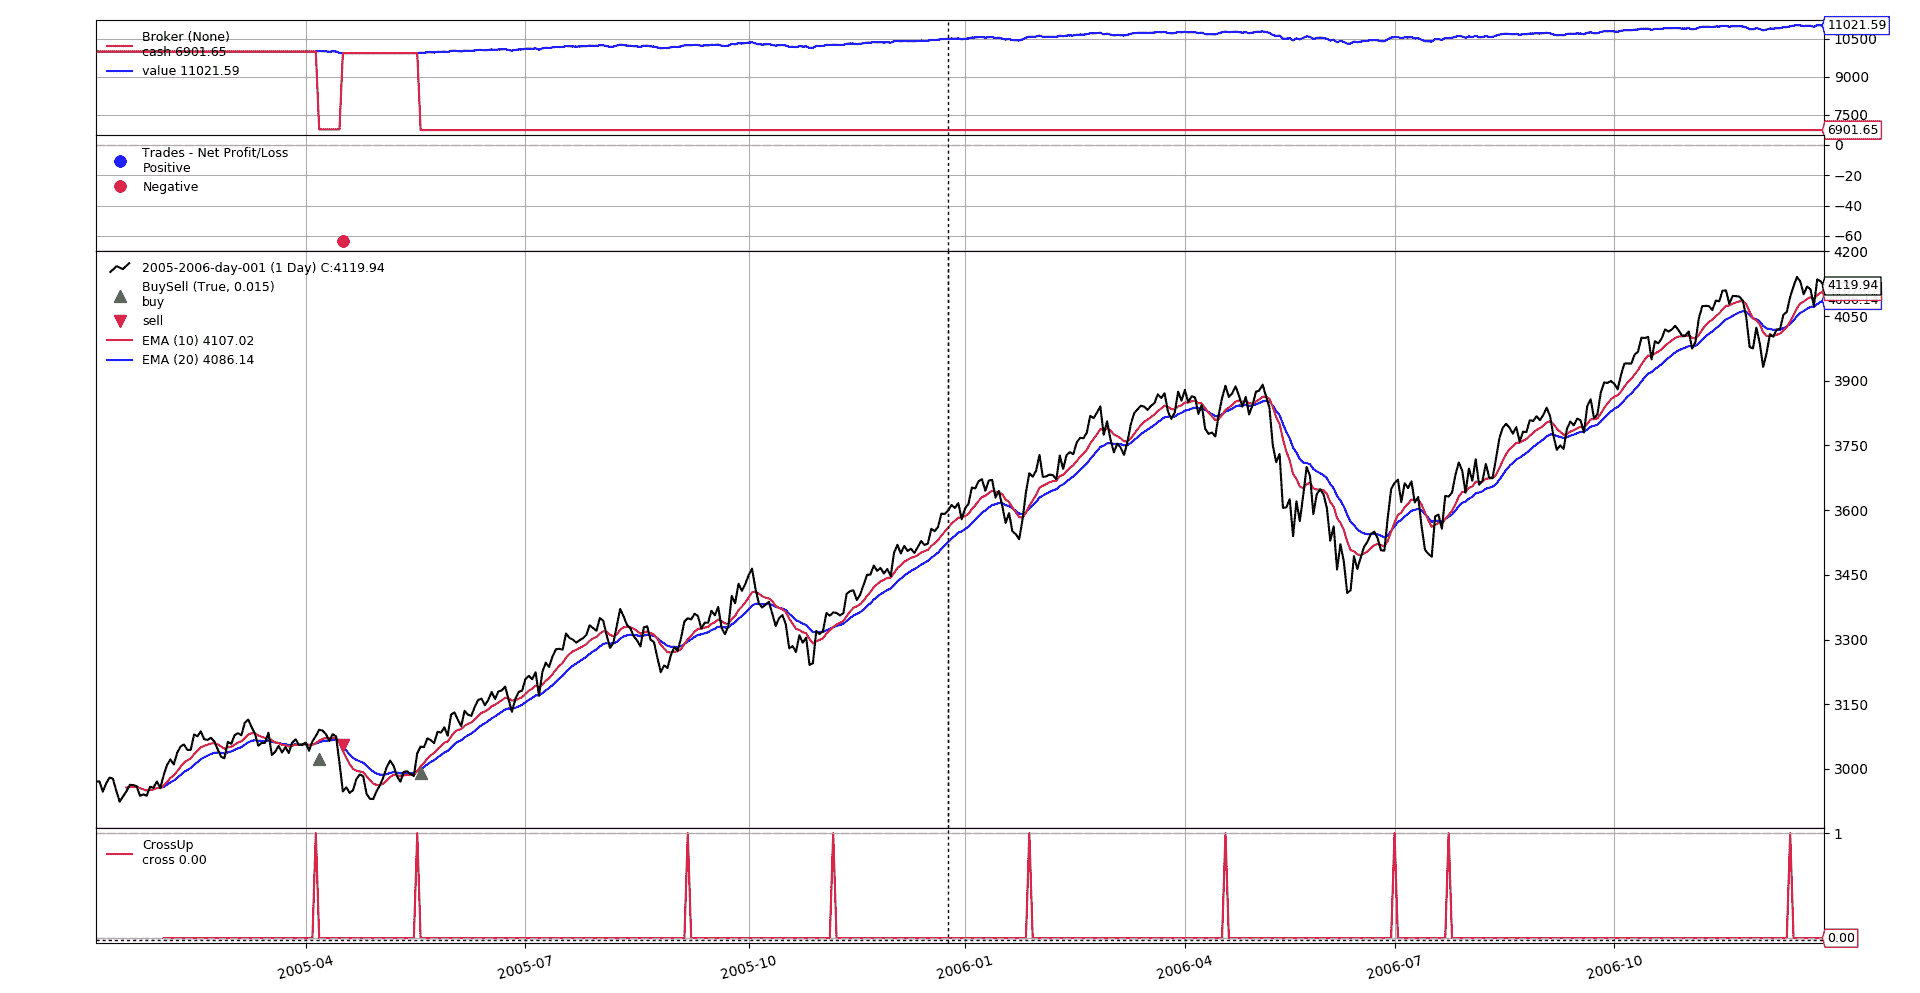 Broker (None)
cash 6901.65
value 11021.59
11021.59
10500
9000
7500
6901.65
Trades - Net Profit/Loss
Positive
Negative
0
−20
−40
−60
2005-2006-day-001 (1 Day) C:4119.94
BuySell (True, 0.015)
buy
sell
EMA (10) 4107.02
EMA (20) 4086.14
4200
4119.94
4086.14
4050
3900
3750
3600
3450
3300
3150
3000
CrossUp
cross 0.00
1
0.00
2005-04
2005-07
2005-10
2006-01
2006-04
2006-07
2006-10